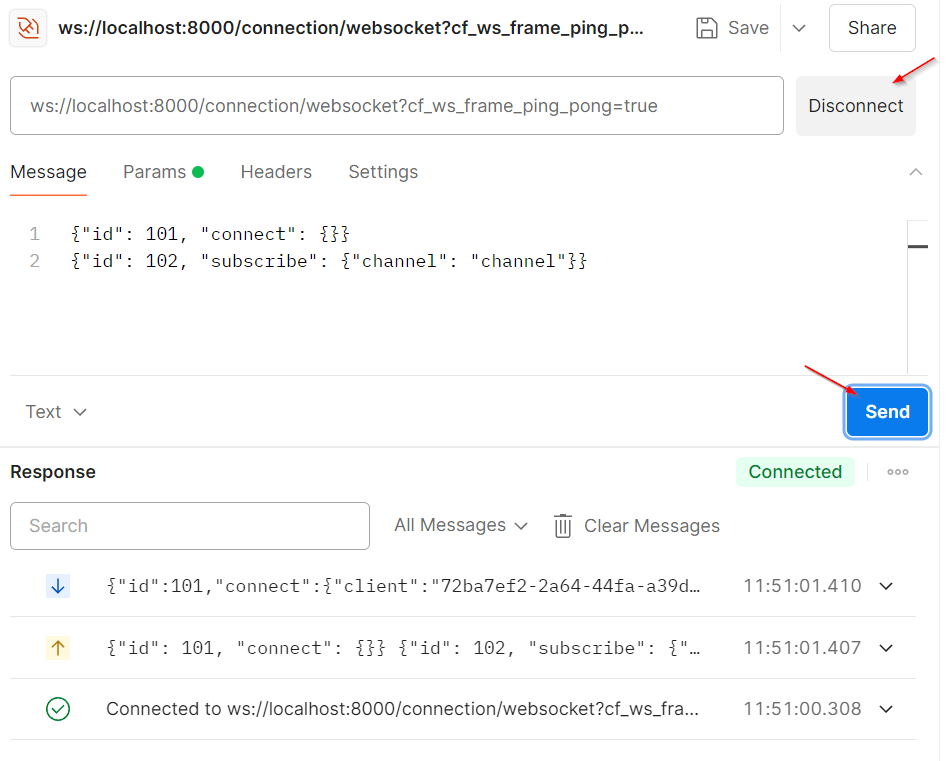 ws://localhost:8000/connection/websocket?cf_ws_frame_ping_p... Save Share
ws://localhost:8000/connection/websocket?cf_ws_frame_ping_pong=true Disconnect
Message Params Headers Settings
1 {"id": 101, "connect": {}}
2 {"id": 102, "subscribe": {"channel": "channel"}}
Text Send
Response Connected
Search All Messages Clear Messages
{"id":101,"connect":{"client":"72ba7ef2-2a64-44fa-a39d... 11:51:01.410
{"id": 101, "connect": {}} {"id": 102, "subscribe": {"... 11:51:01.407
Connected to ws://localhost:8000/connection/websocket?cf_ws_fra... 11:51:00.308